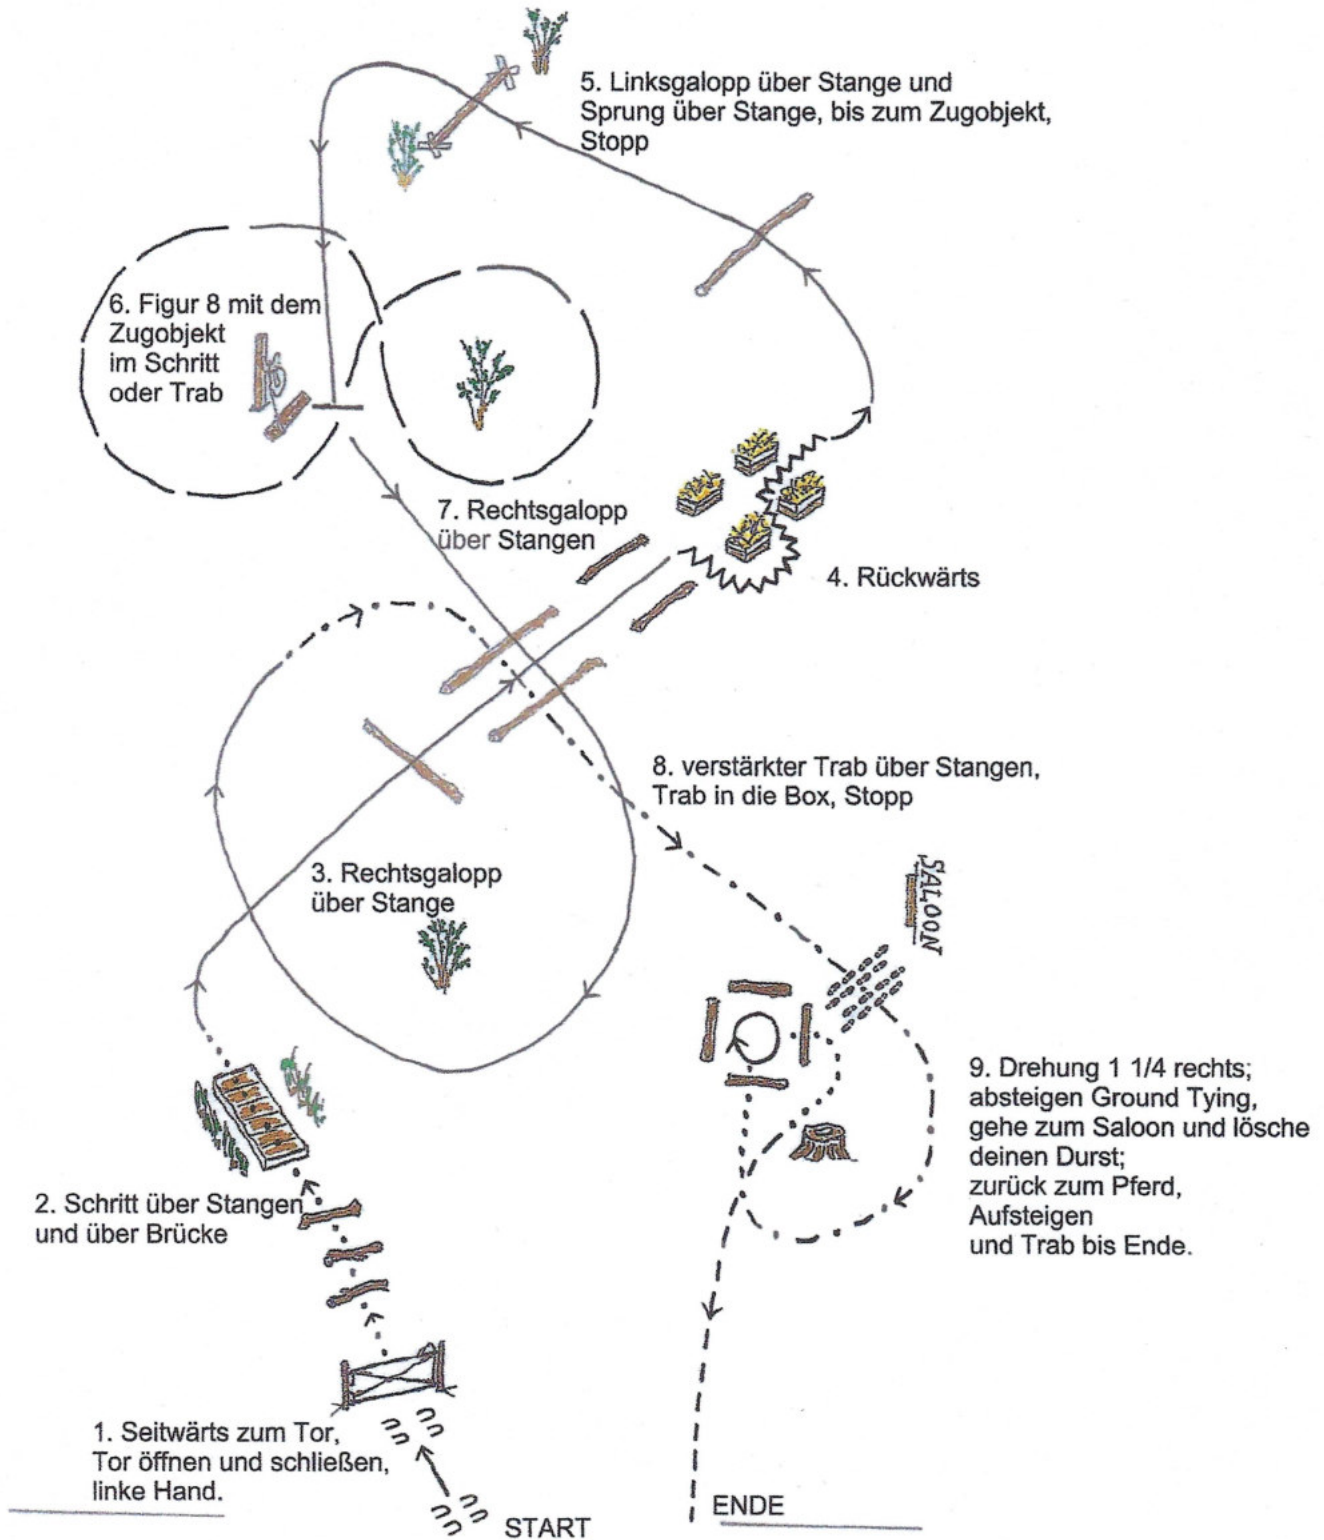 5. Linksgalopp über Stange und
Sprung über Stange, bis zum Zugobjekt,
Stopp
6. Figur 8 mit dem
Zugobjekt
im Schritt
oder Trab
7. Rechtsgalopp
über Stangen
4. Rückwärts
8. verstärkter Trab über Stangen,
Trab in die Box, Stopp
3. Rechtsgalopp
über Stange
SALOON
9. Drehung 1 1/4 rechts;
absteigen Ground Tying,
gehe zum Saloon und lösche
deinen Durst;
zurück zum Pferd,
Aufsteigen
und Trab bis Ende.
2. Schritt über Stangen
und über Brücke
1. Seitwärts zum Tor,
Tor öffnen und schließen,
linke Hand.
START
ENDE